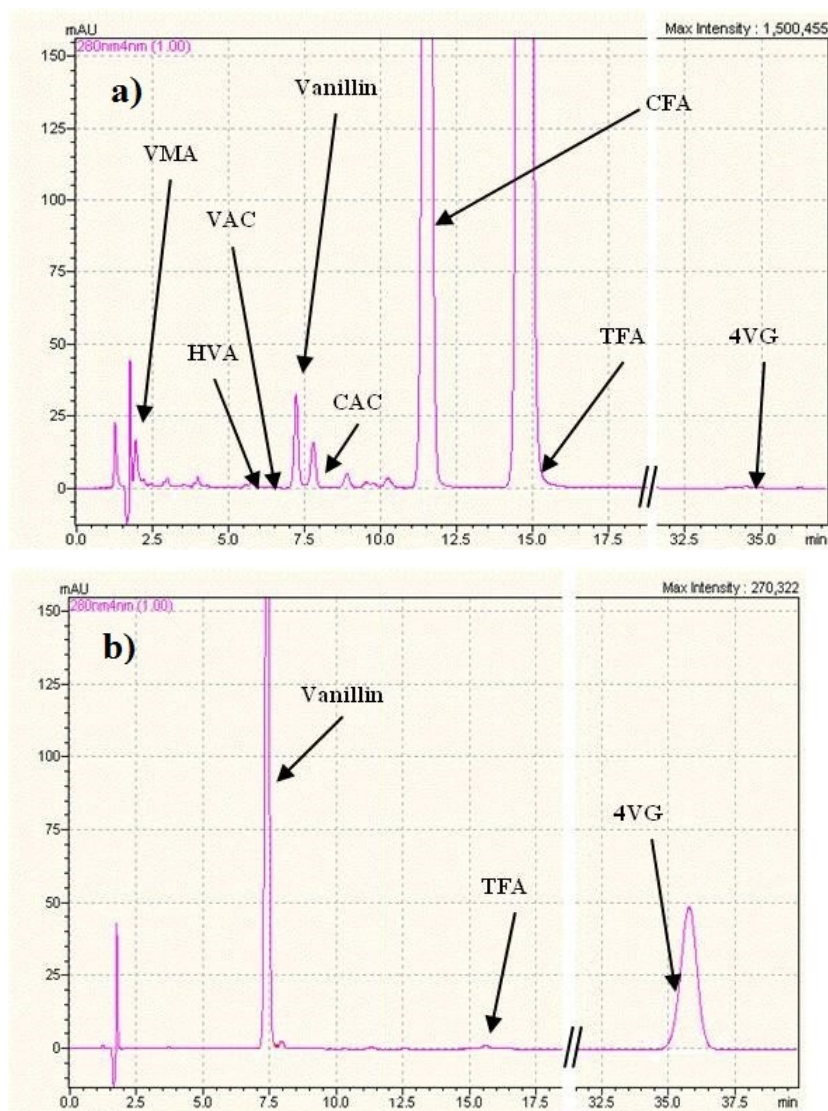 mAU
Max Intensity : 1,500,455
280nm4nm (1.00)
150
a)
Vanillin
CFA
125
VMA
100
VAC
75
50
HVA
TFA
4VG
CAC
25
0
0.0 2.5 5.0 7.5 10.0 12.5 15.0 17.5 32.5 35.0 min
mAU
Max Intensity : 270,322
280nm4nm (1.00)
150
b)
Vanillin
125
100
4VG
75
TFA
50
25
0
0.0 2.5 5.0 7.5 10.0 12.5 15.0 17.5 32.5 35.0 37.5 min